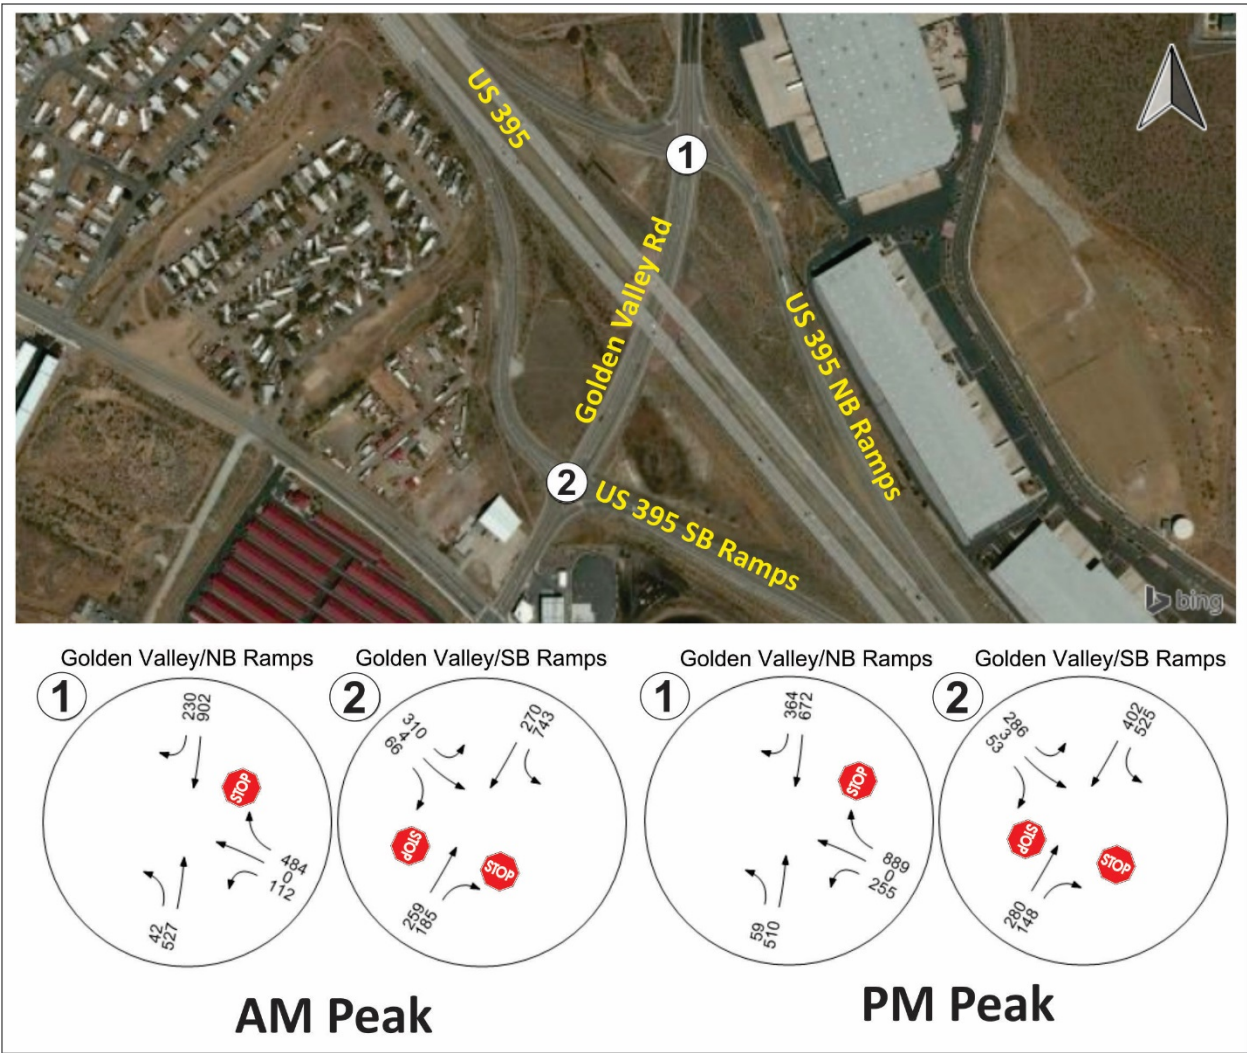 US 395
1
Golden Valley Rd
US 395 NB Ramps
2
US 395 SB Ramps
bing
Golden Valley/NB Ramps
1
230
902
STOP
484
0
112
42
527
Golden Valley/SB Ramps
2
310
4
66
270
743
STOP
STOP
259
185
AM Peak
Golden Valley/NB Ramps
1
364
672
STOP
889
0
255
59
510
Golden Valley/SB Ramps
2
286
3
53
402
525
STOP
STOP
280
148
PM Peak